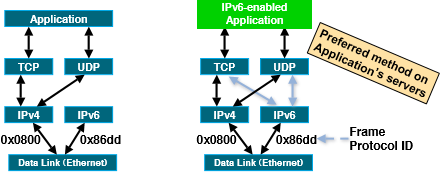 Application
TCP UDP
IPv4 IPv6
0x0800 0x86dd
Data Link (Ethernet)
IPv6-enabled
Application
TCP UDP
IPv4 IPv6
0x0800 0x86dd
Data Link (Ethernet)
Preferred method on
Application's servers
Frame
Protocol ID